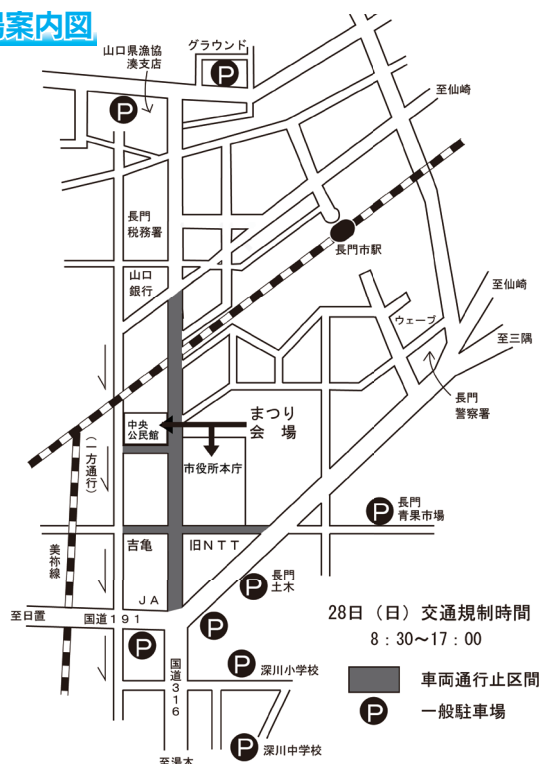 場案内図
山口県漁協
湊支店
グラウンド
P
P
至仙崎
長門
税務署
長門市駅
山口
銀行
至仙崎
ウェーブ
至三隅
長門
警察署
まつり
会 場
中央
公民館
(一方通行)
市役所本庁
P
長門
青果市場
吉亀
旧NTT
美祢線
P
長門
土木
JA
28日(日)交通規制時間
8:30~17:00
至日置
国道191
P
P
国道316
P
深川小学校
車両通行止区間
P
一般駐車場
P
深川中学校
至湯本